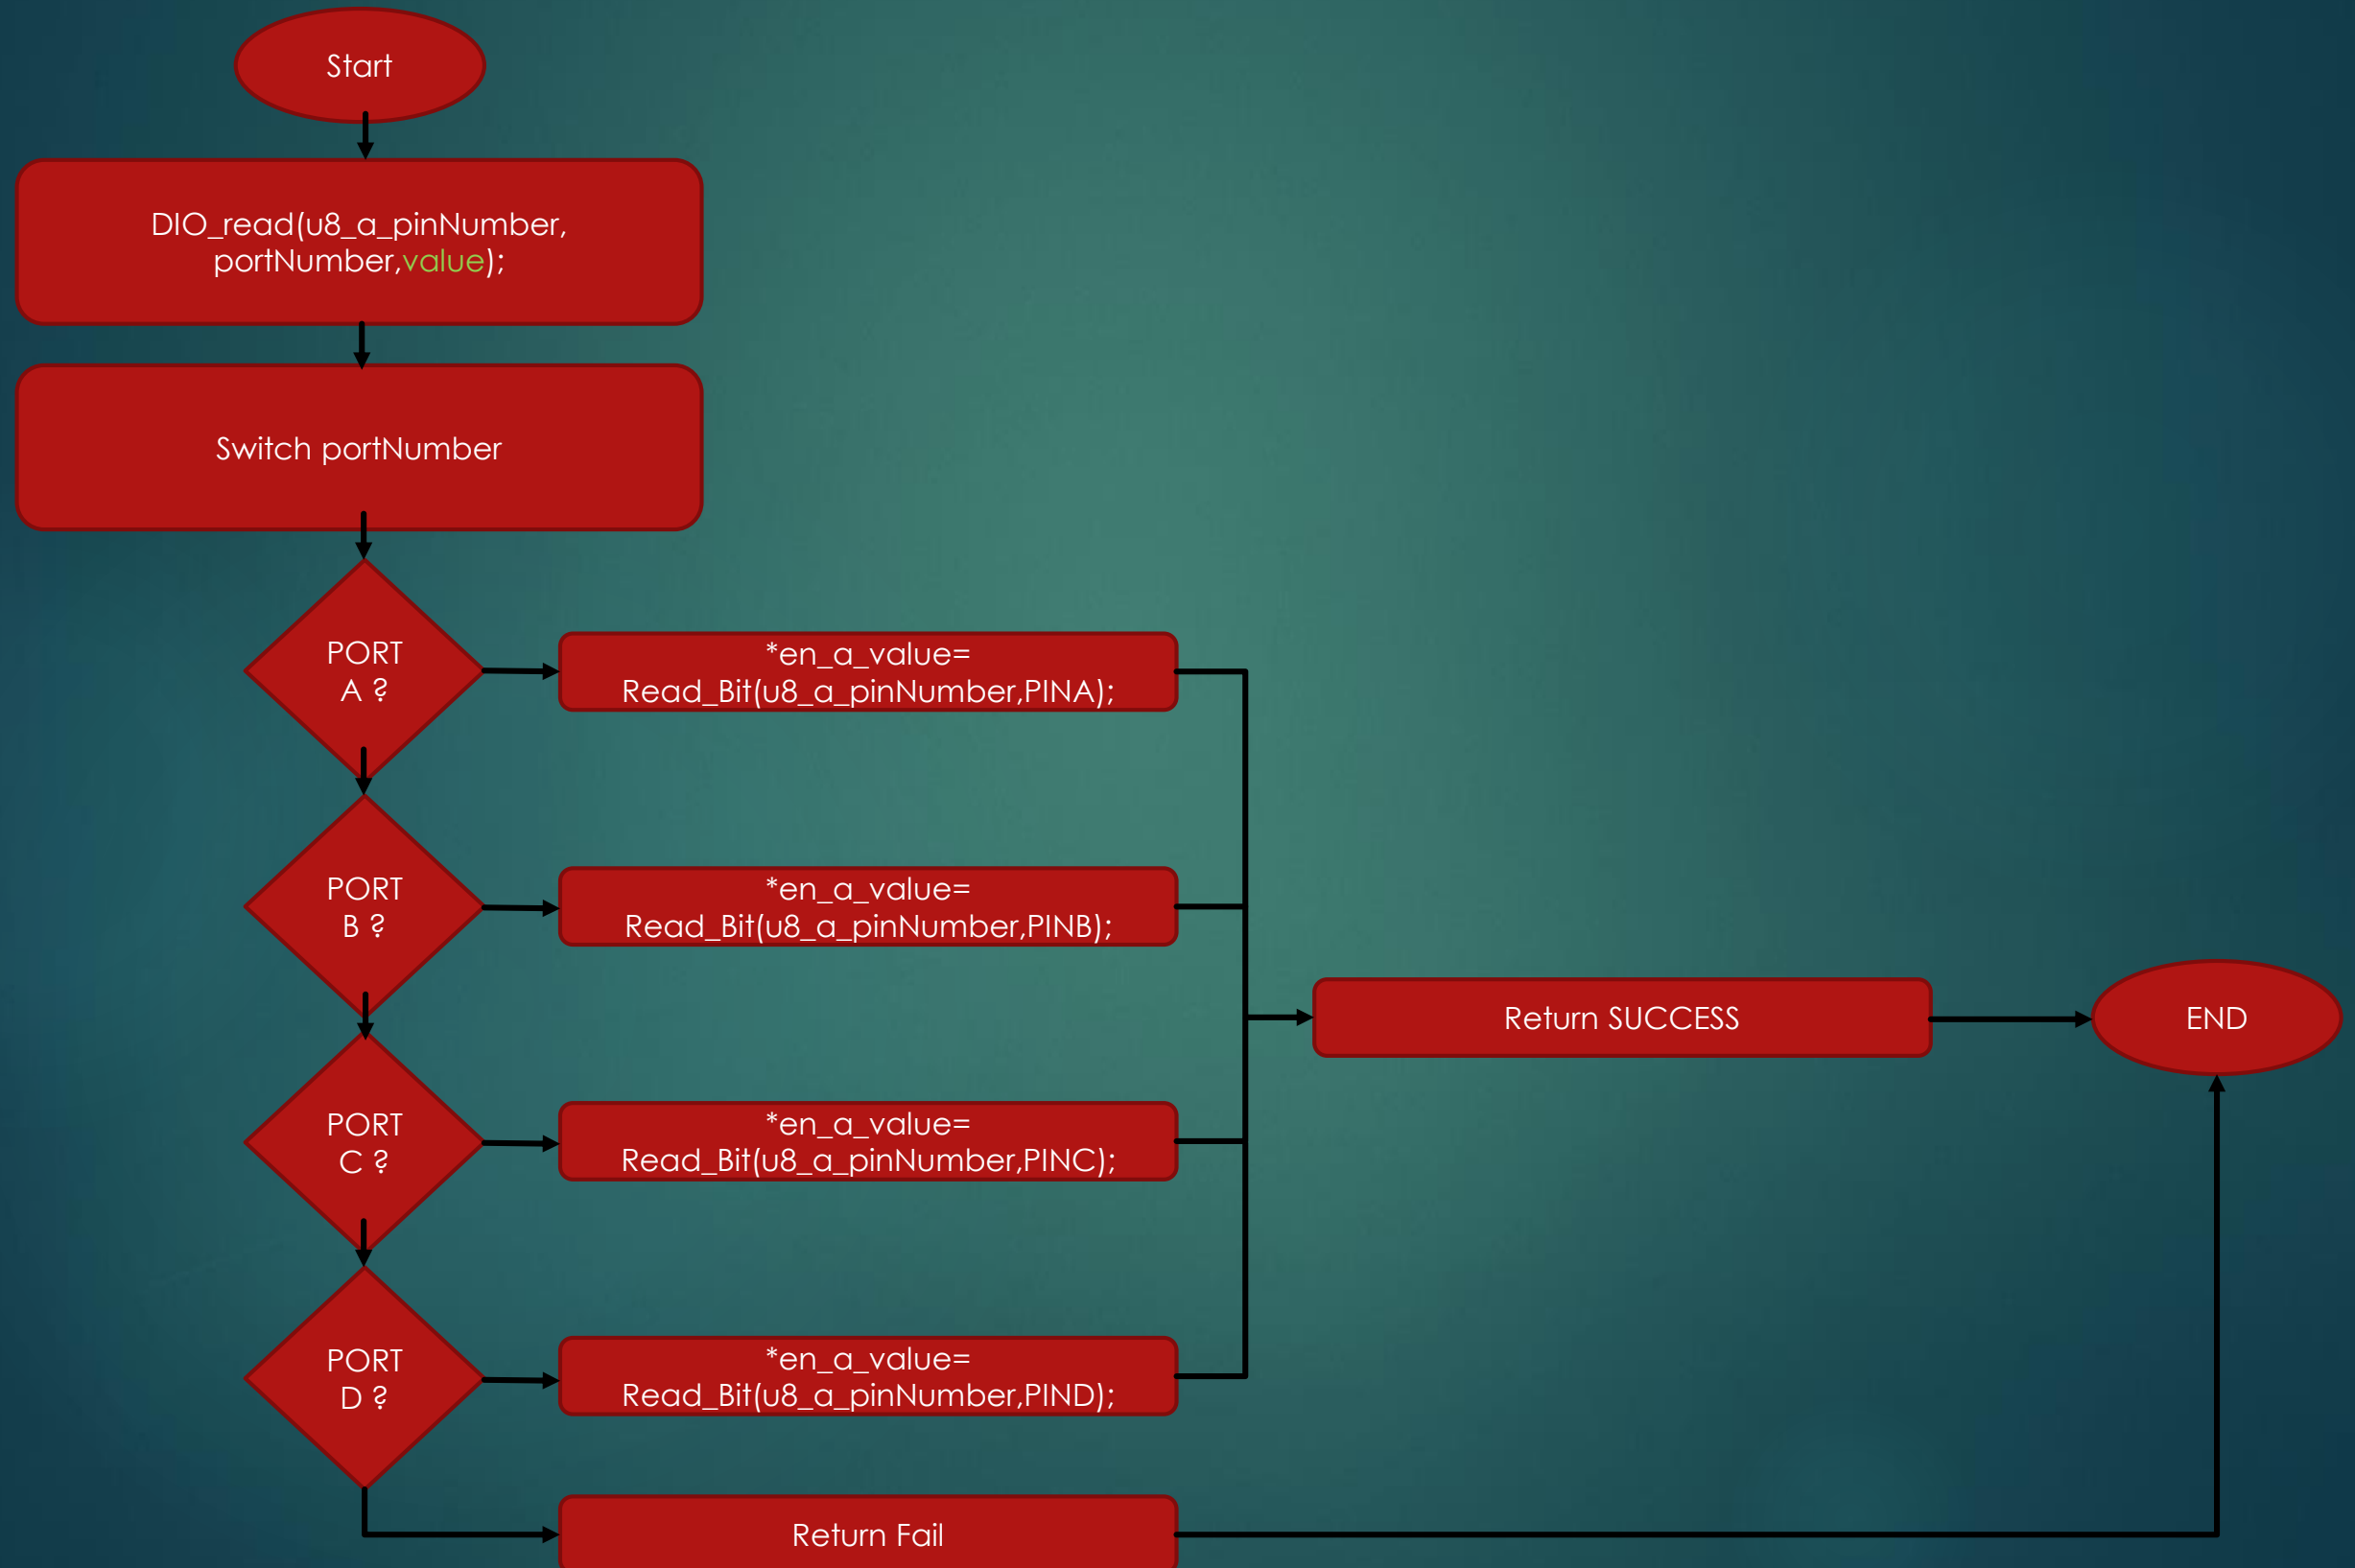 Start
DIO_read(u8_a_pinNumber,
portNumber,value);
Switch portNumber
PORT
A ?
*en_a_value=
Read_Bit(u8_a_pinNumber,PINA);
PORT
B ?
*en_a_value=
Read_Bit(u8_a_pinNumber,PINB);
Return SUCCESS
END
PORT
C ?
*en_a_value=
Read_Bit(u8_a_pinNumber,PINC);
PORT
D ?
*en_a_value=
Read_Bit(u8_a_pinNumber,PIND);
Return Fail